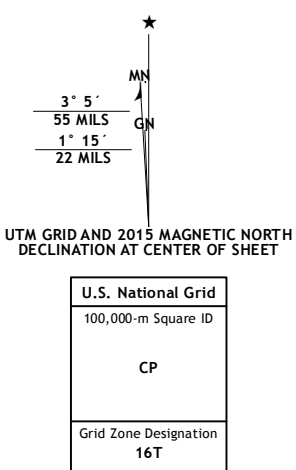 MN
3° 5´
55 MILS
GN
1° 15´
22 MILS
UTM GRID AND 2015 MAGNETIC NORTH
DECLINATION AT CENTER OF SHEET
U.S. National Grid
100,000-m Square ID
CP
Grid Zone Designation
16T